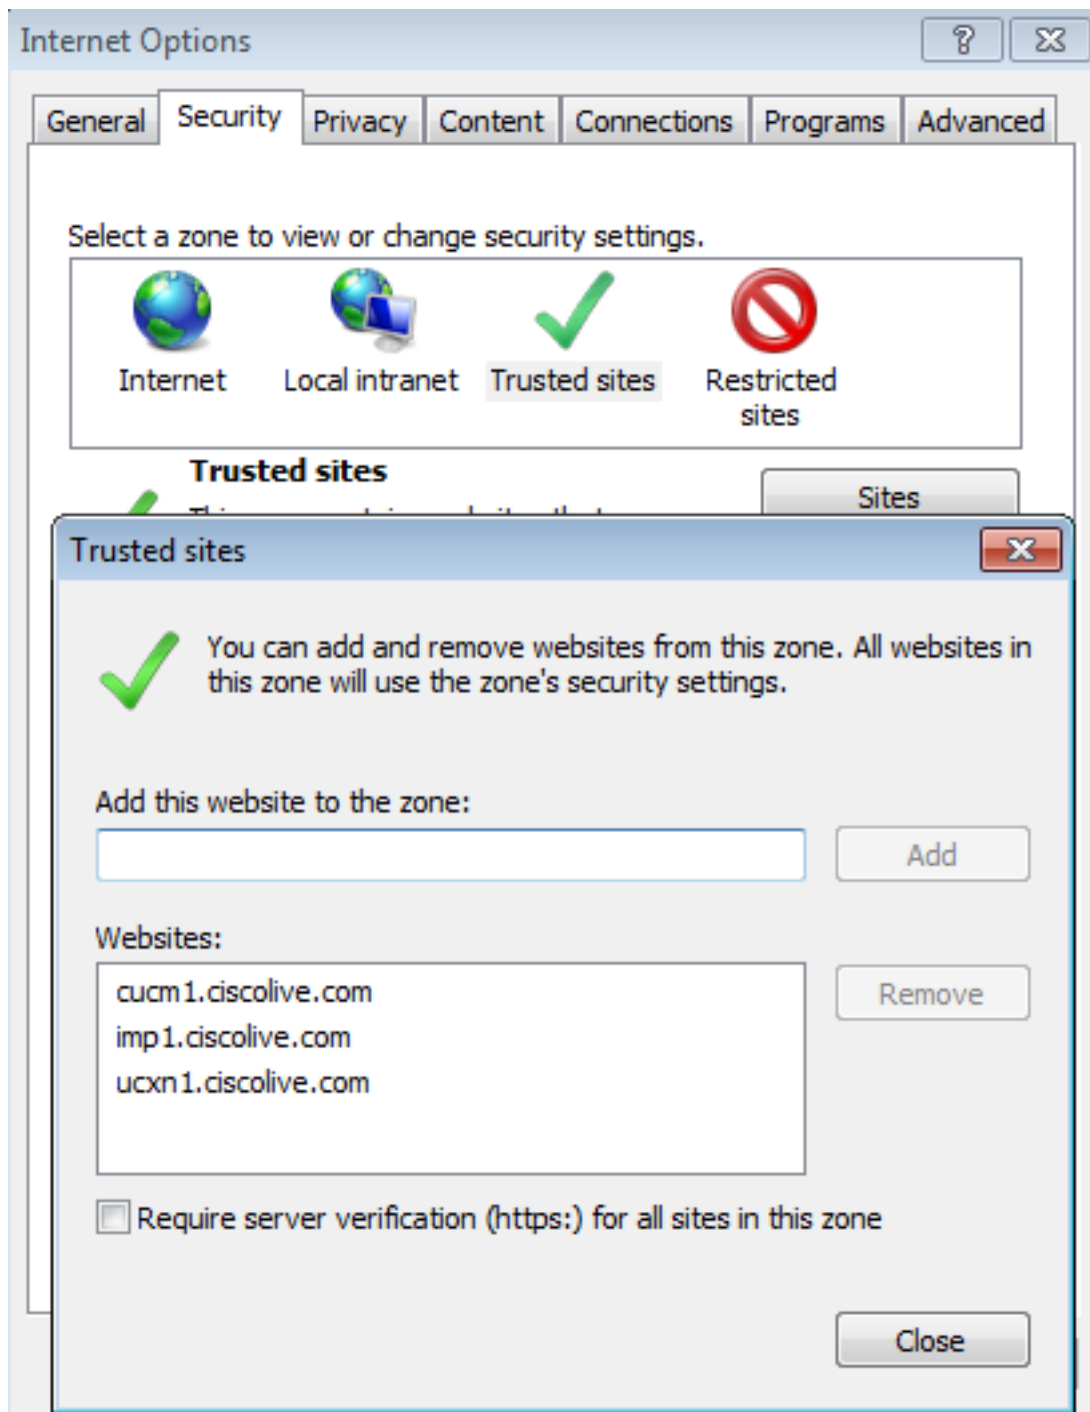 Internet Options
General Security Privacy Content Connections Programs Advanced
Select a zone to view or change security settings.
Internet
Local intranet
Trusted sites
Restricted
sites
Trusted sites
Sites
Trusted sites
You can add and remove websites from this zone. All websites in
this zone will use the zone's security settings.
Add this website to the zone:
Add
Websites:
cucm1.ciscolive.com
imp1.ciscolive.com
ucxn1.ciscolive.com
Remove
Require server verification (https:) for all sites in this zone
Close